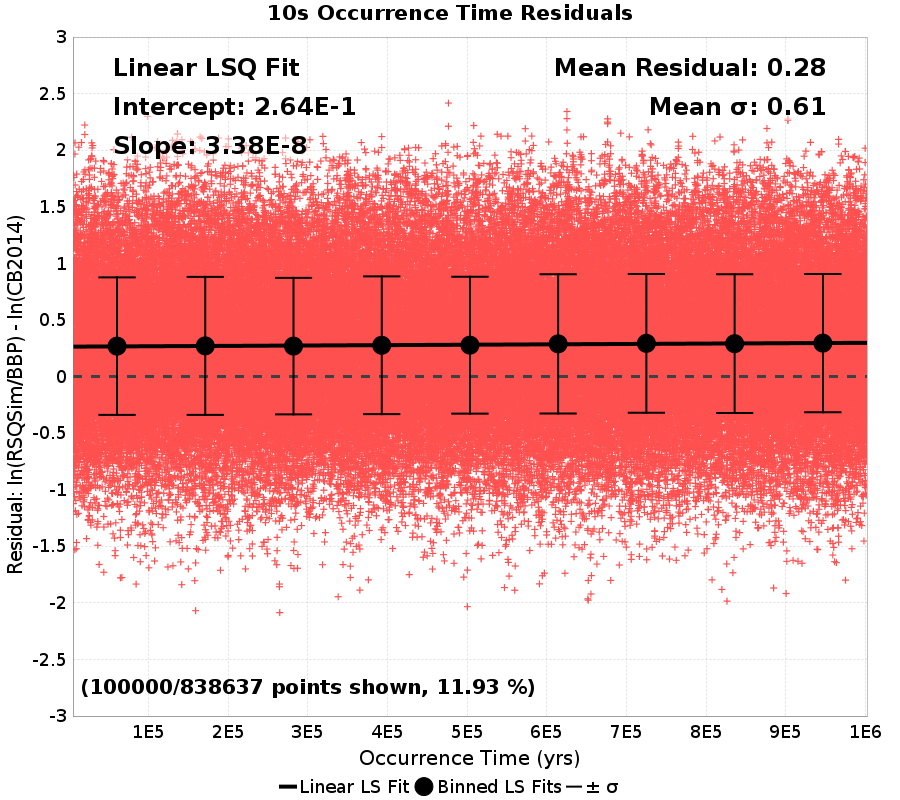 10s Occurrence Time Residuals
Linear LSQ Fit
Intercept: 2.64E-1
Slope: 3.38E-8
Mean Residual: 0.28
Mean σ: 0.61
Residual: ln(RSQSim/BBP) - ln(CB2014)
3
2.5
2
1.5
1
0.5
0
-0.5
-1
-1.5
-2
-2.5
-3
(100000/838637 points shown, 11.93 %)
1E5 2E5 3E5 4E5 5E5 6E5 7E5 8E5 9E5 1E6
Occurrence Time (yrs)
Linear LS Fit Binned LS Fits ± σ